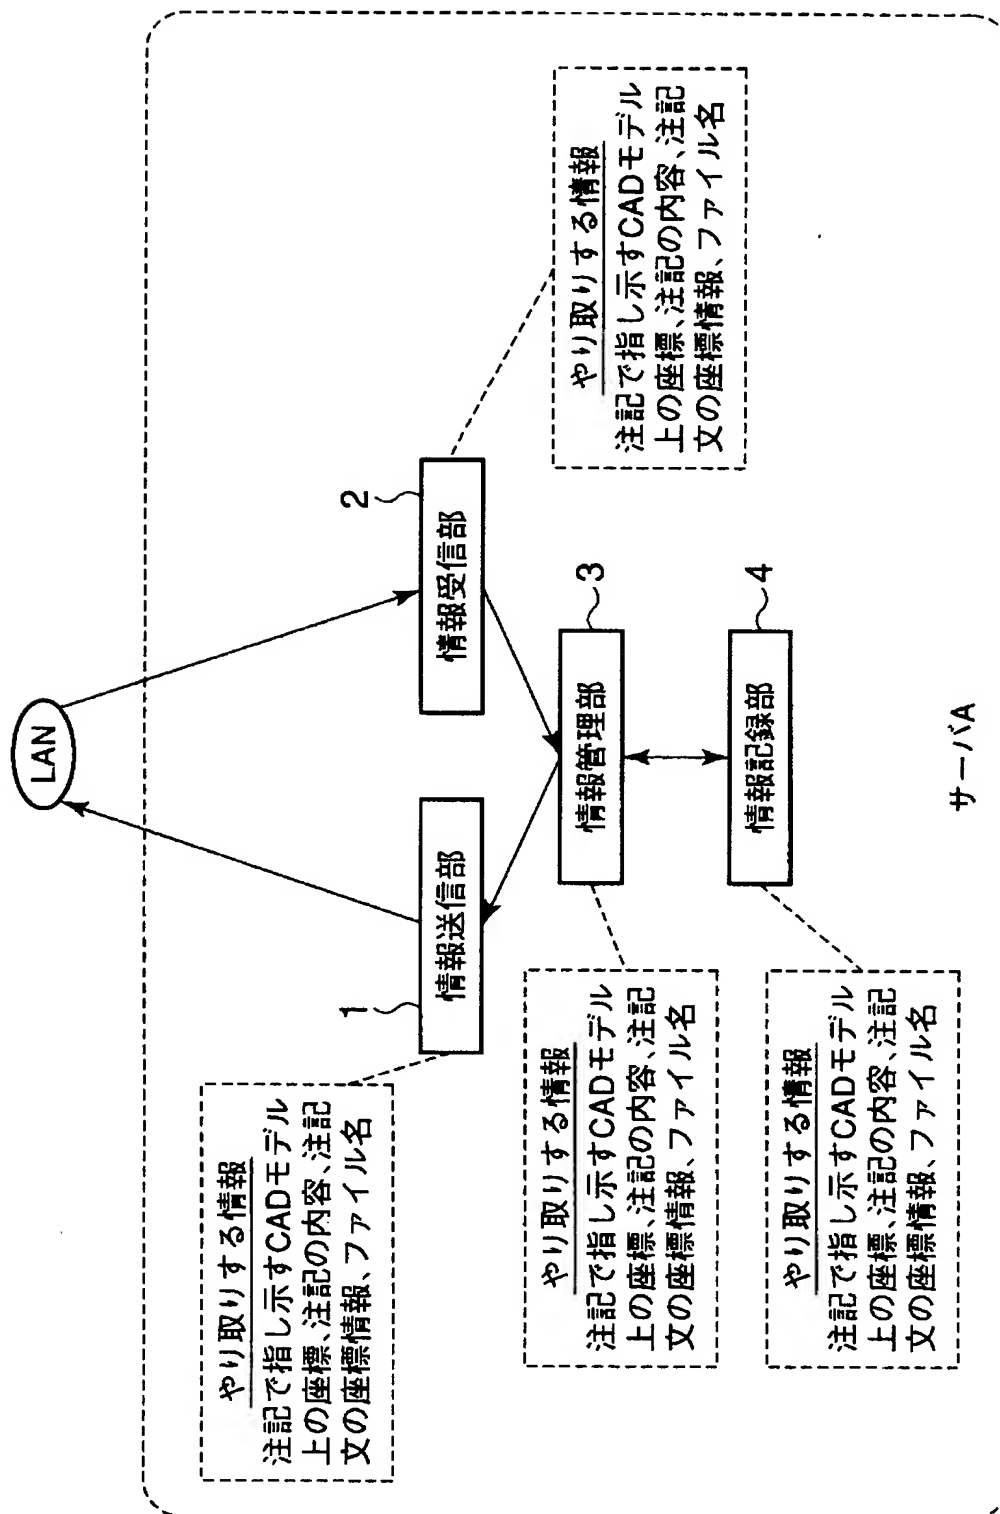 LAN
1
情報送信部
2
情報受信部
3
情報管理部
4
情報記録部
やり取りする情報
注記で指し示すCADモデル
上の座標、注記の内容、注記
文の座標情報、ファイル名
やり取りする情報
注記で指し示すCADモデル
上の座標、注記の内容、注記
文の座標情報、ファイル名
やり取りする情報
注記で指し示すCADモデル
上の座標、注記の内容、注記
文の座標情報、ファイル名
やり取りする情報
注記で指し示すCADモデル
上の座標、注記の内容、注記
文の座標情報、ファイル名
サーバA